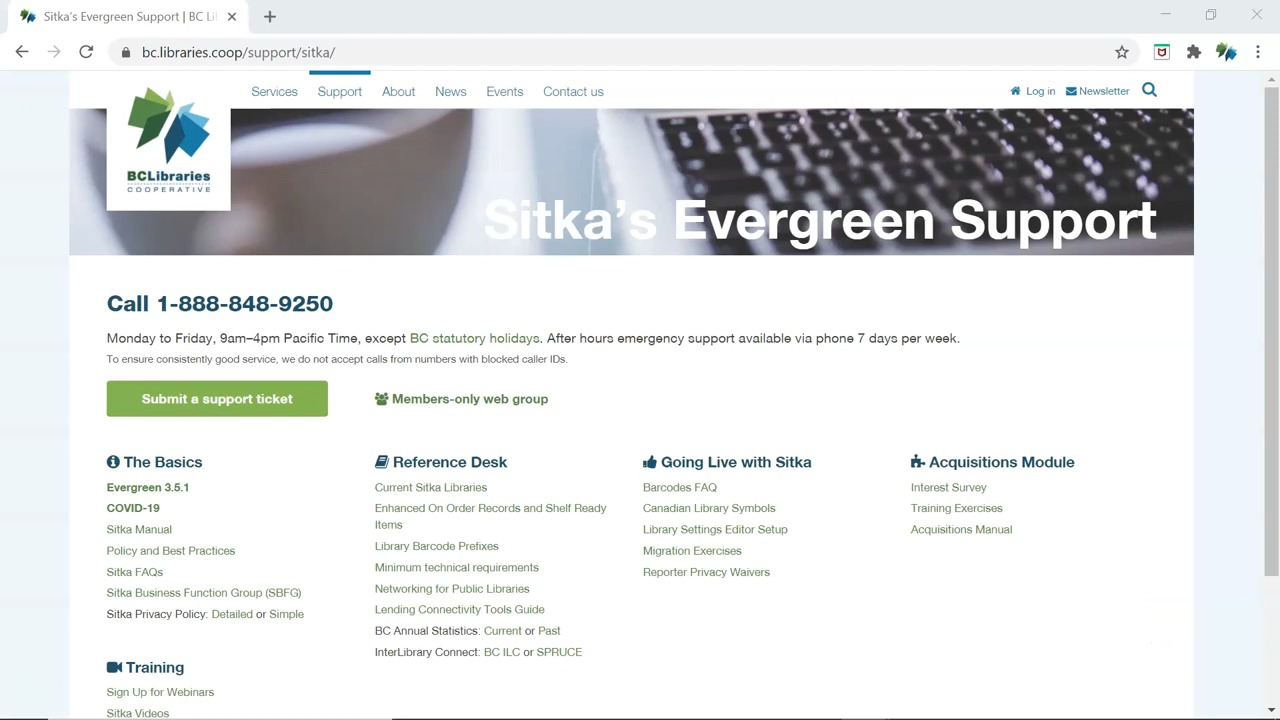 Sitka's Evergreen Support | BC Li
bc.libraries.coop/support/sitka/
Services Support About News Events Contact us
Log in Newsletter
BCLibraries
COOPERATIVE
Sitka's Evergreen Support
Call 1-888-848-9250
Monday to Friday, 9am–4pm Pacific Time, except BC statutory holidays. After hours emergency support available via phone 7 days per week.
To ensure consistently good service, we do not accept calls from numbers with blocked caller IDs.
Submit a support ticket
Members-only web group
The Basics
Evergreen 3.5.1
COVID-19
Sitka Manual
Policy and Best Practices
Sitka FAQs
Sitka Business Function Group (SBFG)
Sitka Privacy Policy: Detailed or Simple
Training
Sign Up for Webinars
Sitka Videos
Reference Desk
Current Sitka Libraries
Enhanced On Order Records and Shelf Ready
Items
Library Barcode Prefixes
Minimum technical requirements
Networking for Public Libraries
Lending Connectivity Tools Guide
BC Annual Statistics: Current or Past
InterLibrary Connect: BC ILC or SPRUCE
Going Live with Sitka
Barcodes FAQ
Canadian Library Symbols
Library Settings Editor Setup
Migration Exercises
Reporter Privacy Waivers
Acquisitions Module
Interest Survey
Training Exercises
Acquisitions Manual